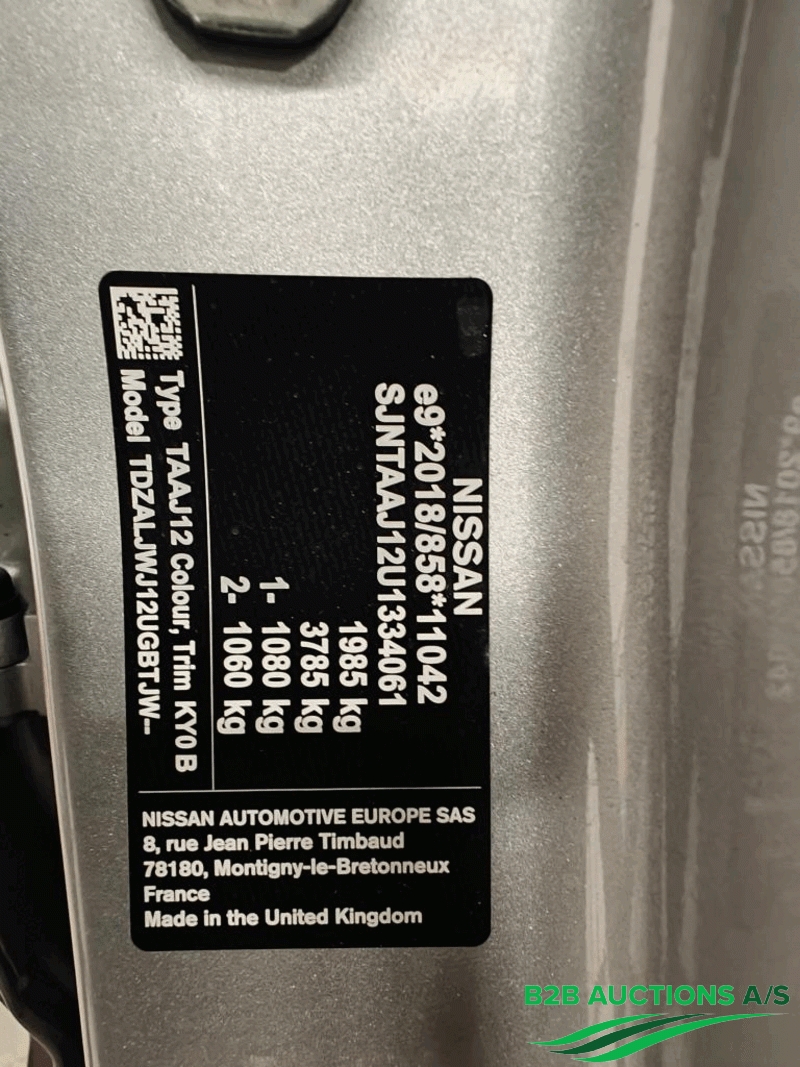 NISSAN
e9*2018/858*11042
SJNTAAJ12U1334061
1985 kg
3785 kg
1- 1080 kg
2- 1060 kg
Type TAAJ12 Colour, Trim KY0 B
Model TDZALJWJ12UGBTJW--
NISSAN AUTOMOTIVE EUROPE SAS
8, rue Jean Pierre Timbaud
78180, Montigny-le-Bretonneux
France
Made in the United Kingdom
B2B AUCTIONS A/S